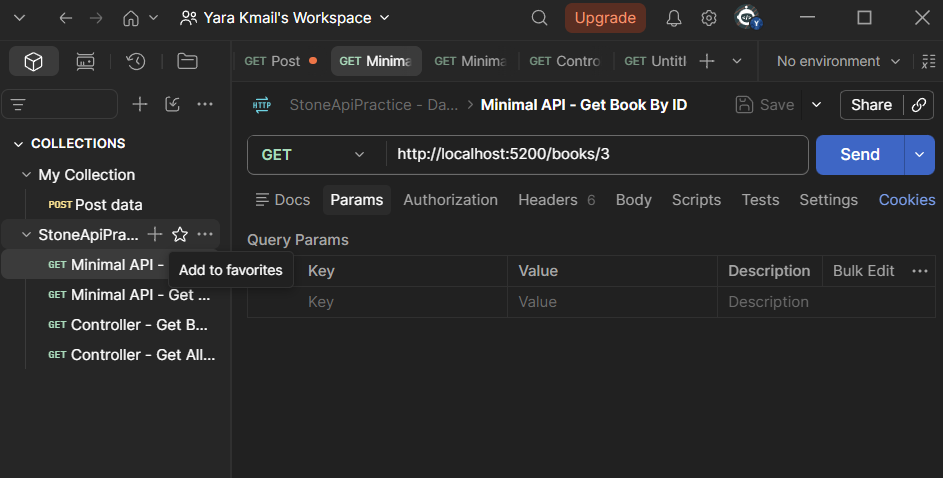 Yara Kmail's Workspace
Upgrade
Y
GET Post
GET Minima
GET Minima
GET Contro
GET Untitl
No environment
HTTP StoneApiPractice - Da... > Minimal API - Get Book By ID
Save
Share
COLLECTIONS
My Collection
POST Post data
StoneApiPra...
GET Minimal API -
Add to favorites
GET Minimal API - Get ...
GET Controller - Get B...
GET Controller - Get All...
GET http://localhost:5200/books/3 Send
Docs Params Authorization Headers 6 Body Scripts Tests Settings Cookies
Query Params
Key Value Description Bulk Edit
Key Value Description